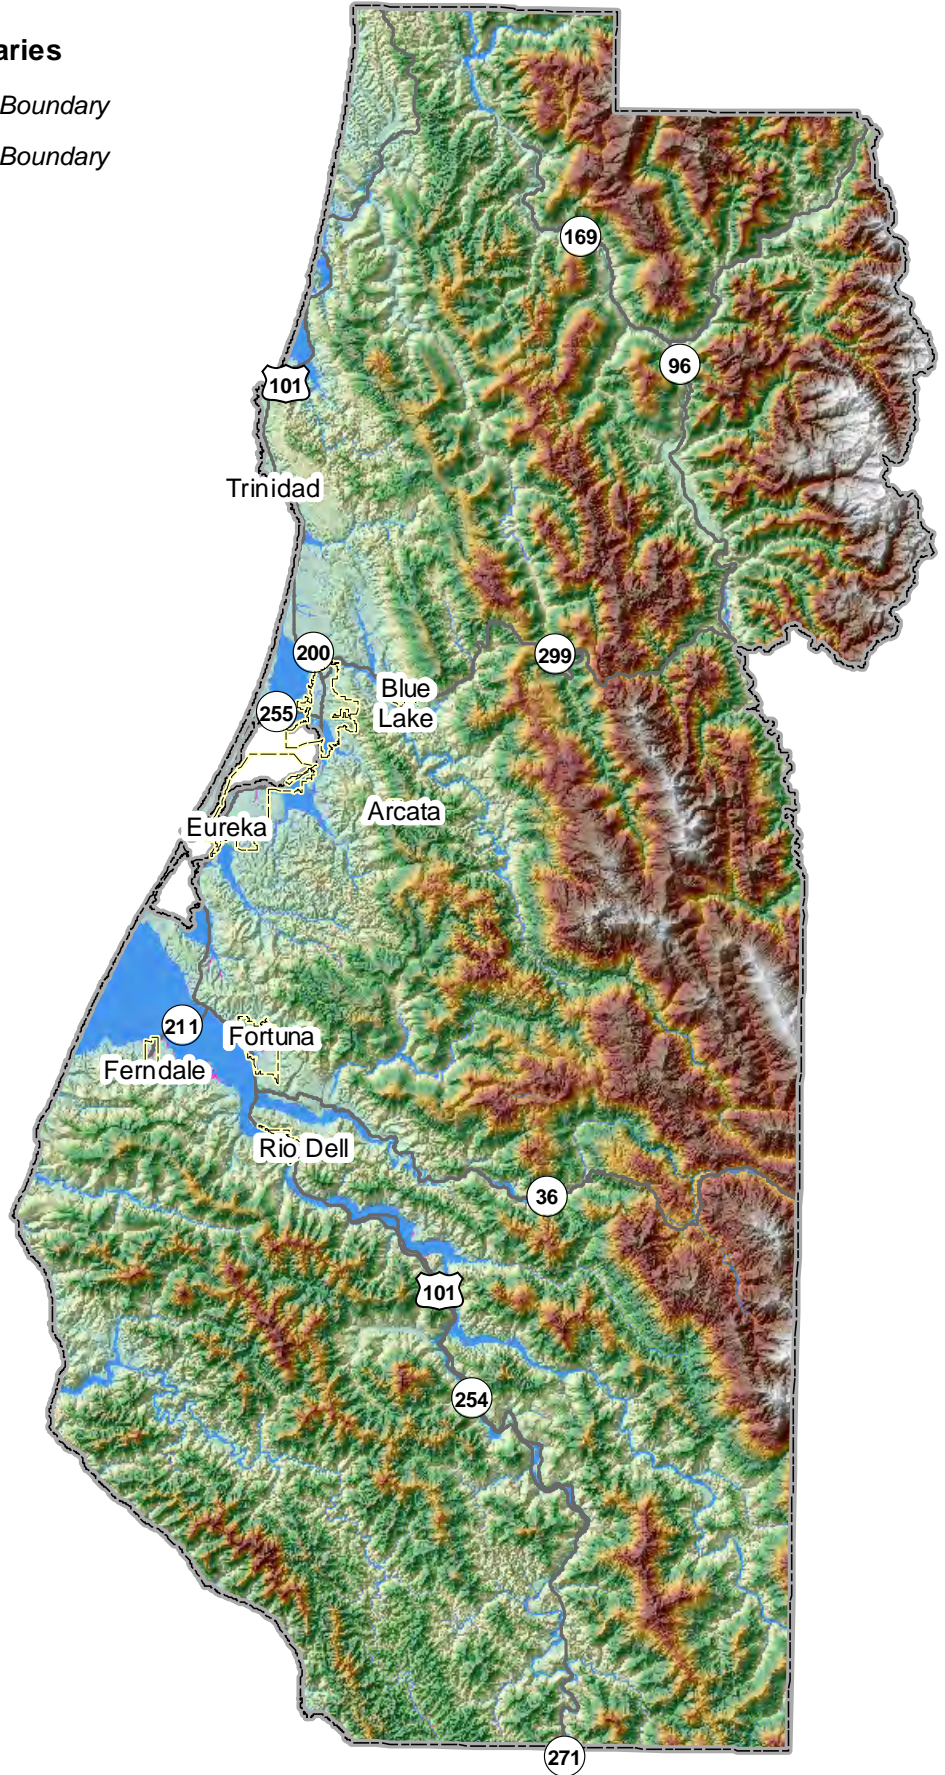 aries
Boundary
Boundary
169
96
101
Trinidad
200
299
Blue
Lake
255
Arcata
Eureka
211
Fortuna
Ferndale
Rio Dell
36
101
254
271